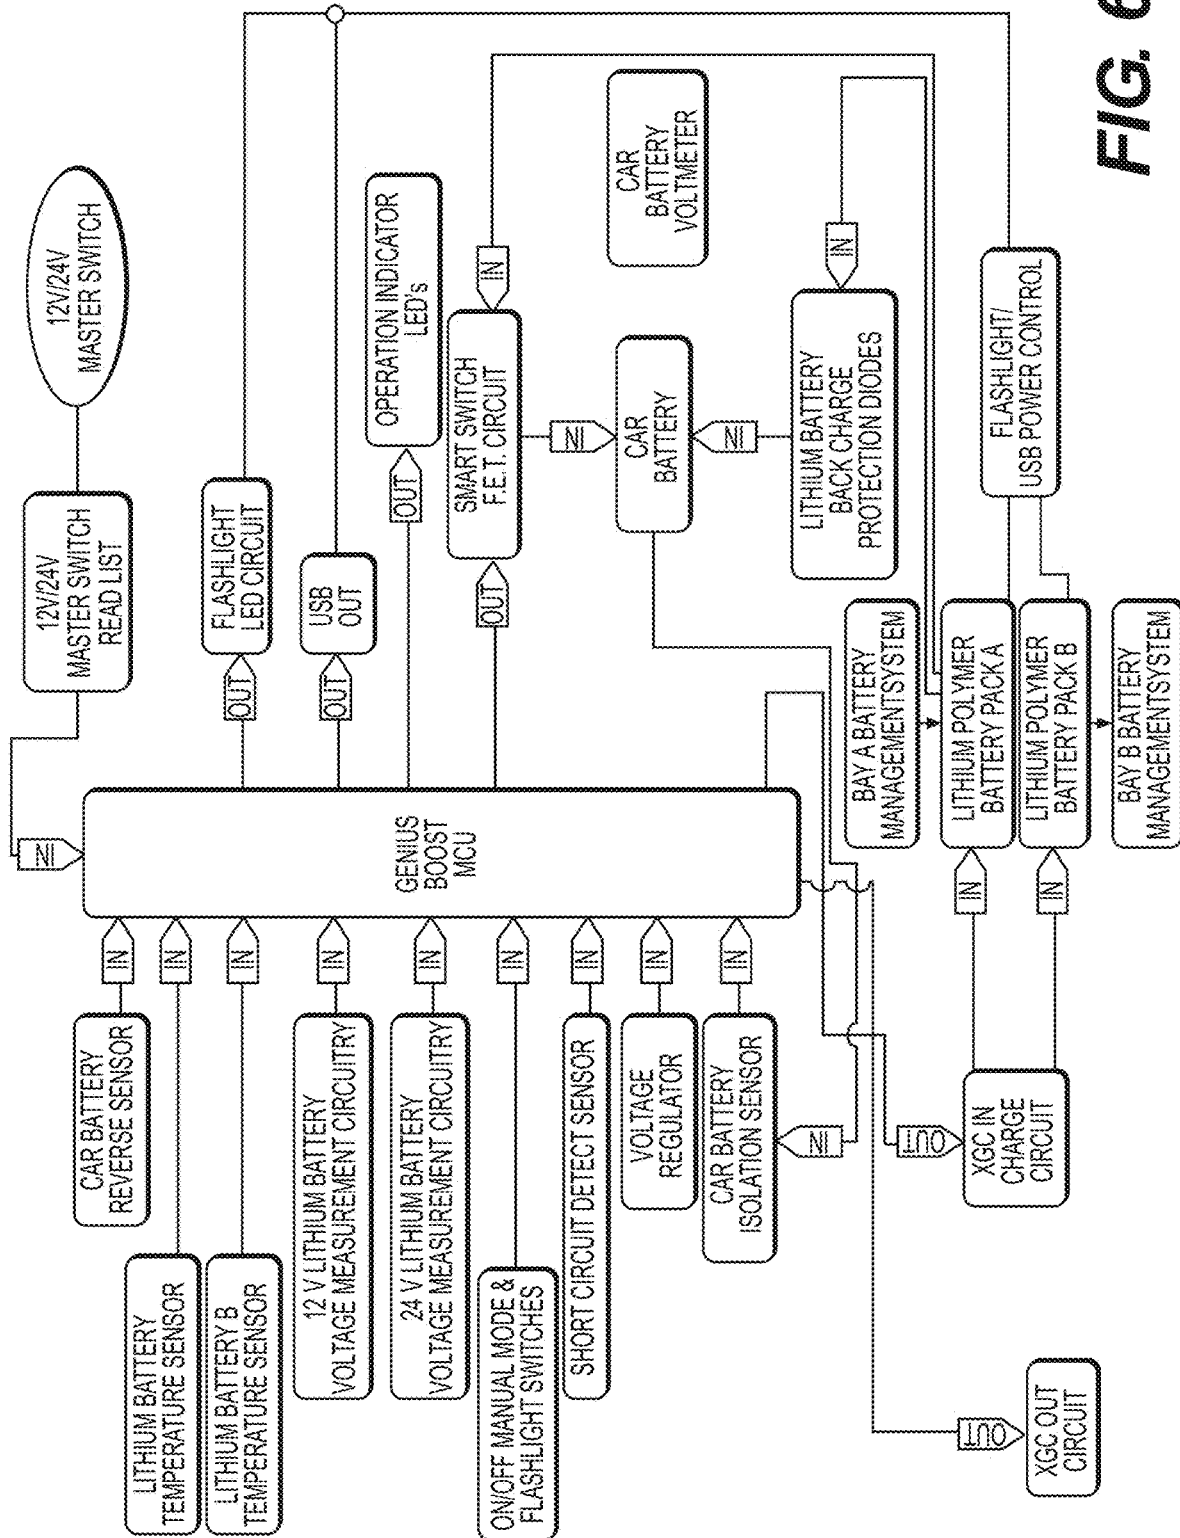 12V/24V
MASTER SWITCH
12V/24V
MASTER SWITCH
READ LIST
IN
CAR BATTERY
REVERSE SENSOR
IN
LITHIUM BATTERY
TEMPERATURE SENSOR
IN
LITHIUM BATTERY B
TEMPERATURE SENSOR
IN
12 V LITHIUM BATTERY
VOLTAGE MEASUREMENT CIRCUITRY
IN
24 V LITHIUM BATTERY
VOLTAGE MEASUREMENT CIRCUITRY
IN
ON/OFF MANUAL MODE &
FLASHLIGHT SWITCHES
IN
SHORT CIRCUIT DETECT SENSOR
IN
VOLTAGE
REGULATOR
IN
CAR BATTERY
ISOLATION SENSOR
IN
IN
GENIUS
BOOST
MCU
OUT
FLASHLIGHT
LED CIRCUIT
OUT
USB
OUT
OUT
OPERATION INDICATOR
LED's
OUT
SMART SWITCH
F.E.T. CIRCUIT
IN
IN
CAR
BATTERY
CAR
BATTERY
VOLTMETER
IN
LITHIUM BATTERY
BACK CHARGE
PROTECTION DIODES
IN
BAY A BATTERY
MANAGEMENTSYSTEM
LITHIUM POLYMER
BATTERY PACK A
LITHIUM POLYMER
BATTERY PACK B
BAY B BATTERY
MANAGEMENTSYSTEM
FLASHLIGHT/
USB POWER CONTROL
IN
IN
OUT
XGC IN
CHARGE
CIRCUIT
OUT
XGC OUT
CIRCUIT
FIG. 6